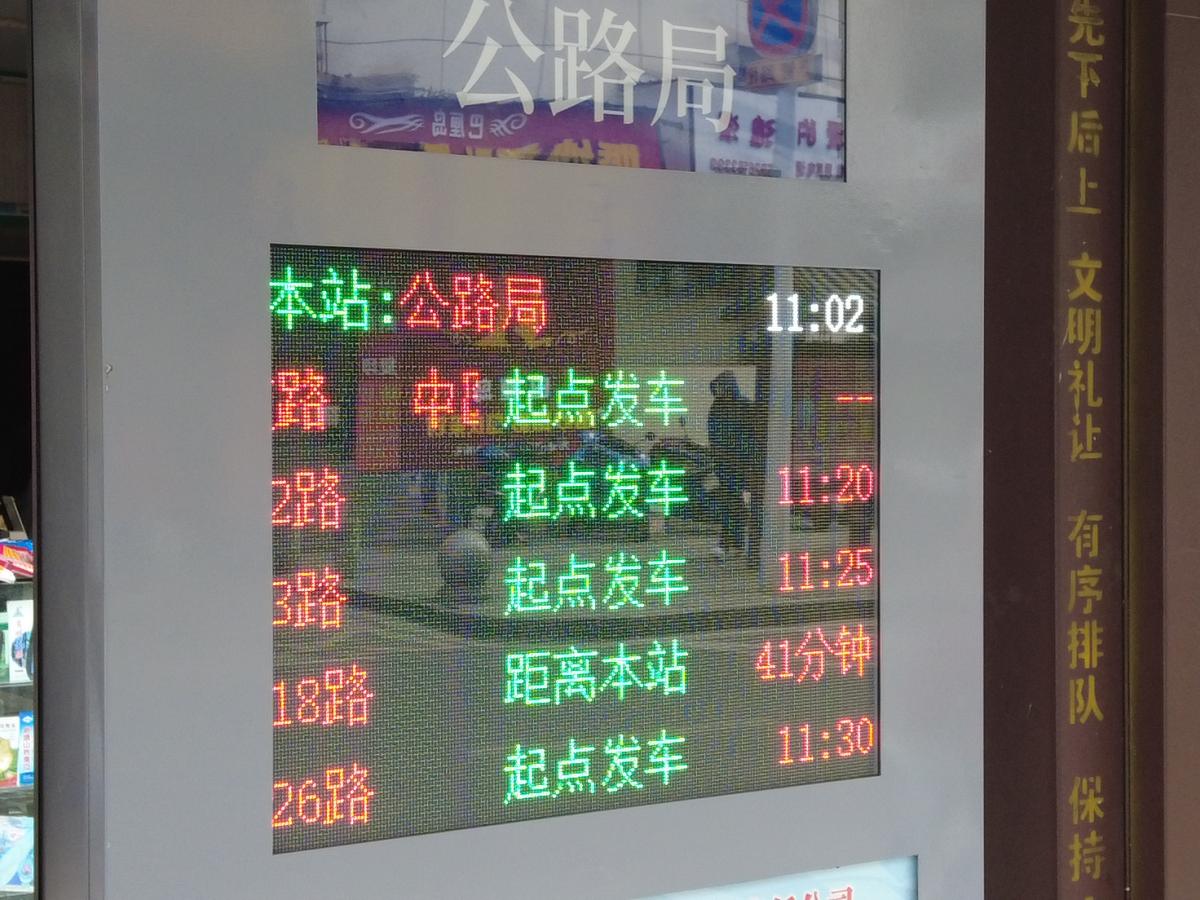 公路局
本站:公路局 11:02
路 中 起点发车 --
2路 起点发车 11:20
3路 起点发车 11:25
18路 距离本站 41分钟
26路 起点发车 11:30
先下后上 文明礼让 有序排队 保持